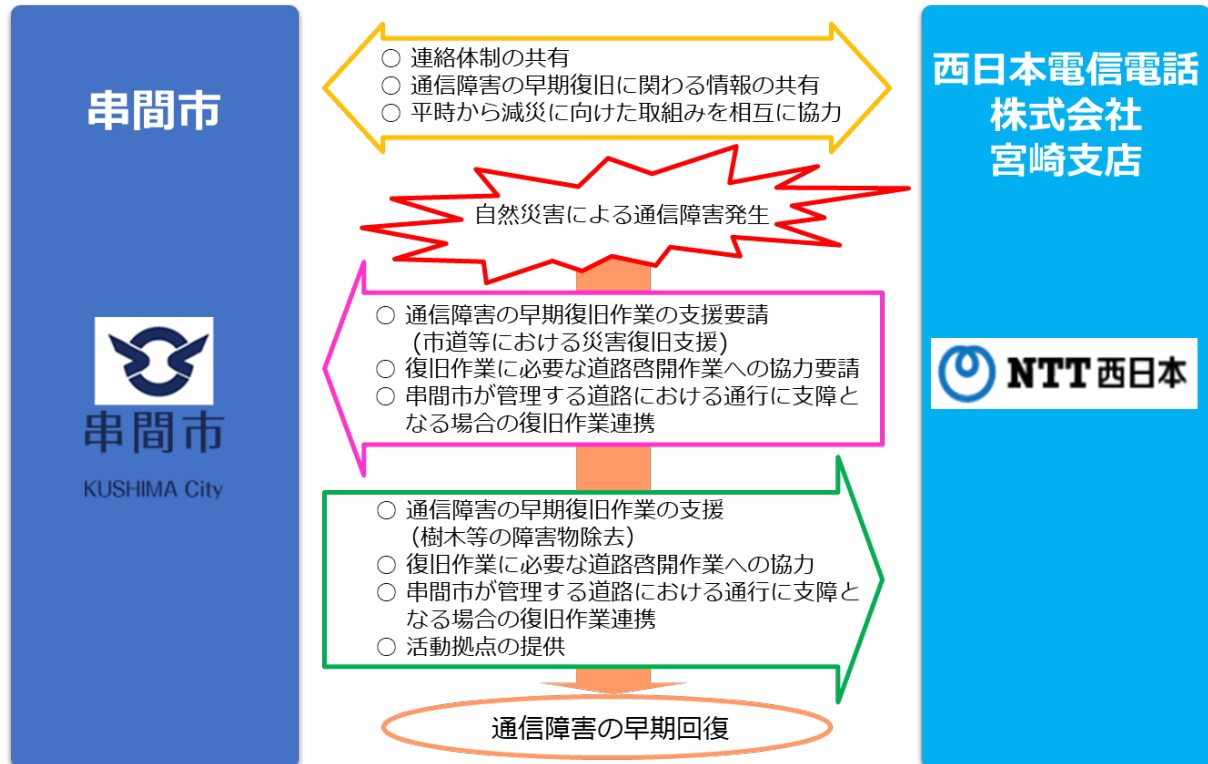 串間市
串間市
KUSHIMA City
○ 連絡体制の共有
○ 通信障害の早期復旧に関わる情報の共有
○ 平時から減災に向けた取組みを相互に協力
自然災害による通信障害発生
○ 通信障害の早期復旧作業の支援要請
(市道等における災害復旧支援)
○ 復旧作業に必要な道路啓開作業への協力要請
○ 串間市が管理する道路における通行に支障と
なる場合の復旧作業連携
○ 通信障害の早期復旧作業の支援
（樹木等の障害物除去）
○ 復旧作業に必要な道路啓開作業への協力
○ 串間市が管理する道路における通行に支障と
なる場合の復旧作業連携
○ 活動拠点の提供
通信障害の早期回復
西日本電信電話
株式会社
宮崎支店
NTT西日本